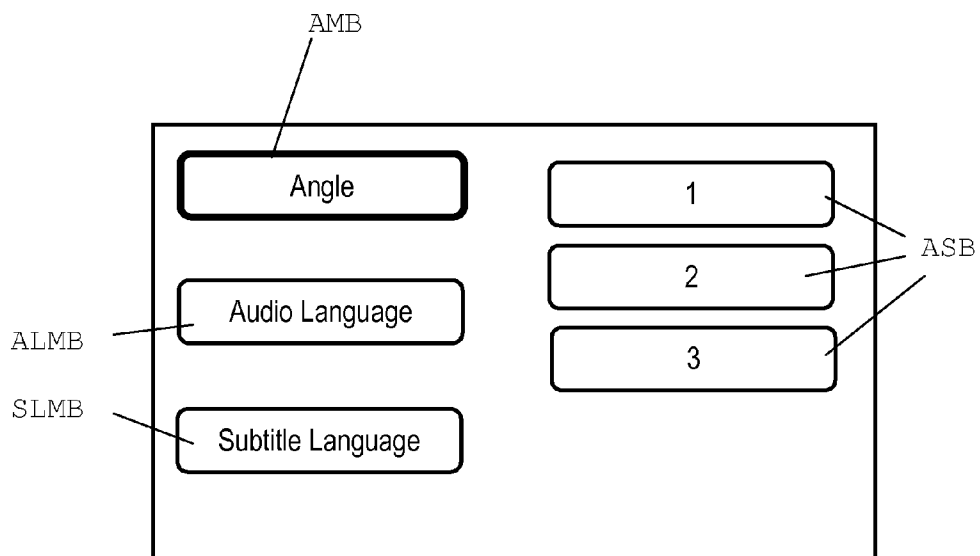 AMB
Angle
1
ASB
2
Audio Language
ALMB
3
SLMB
Subtitle Language